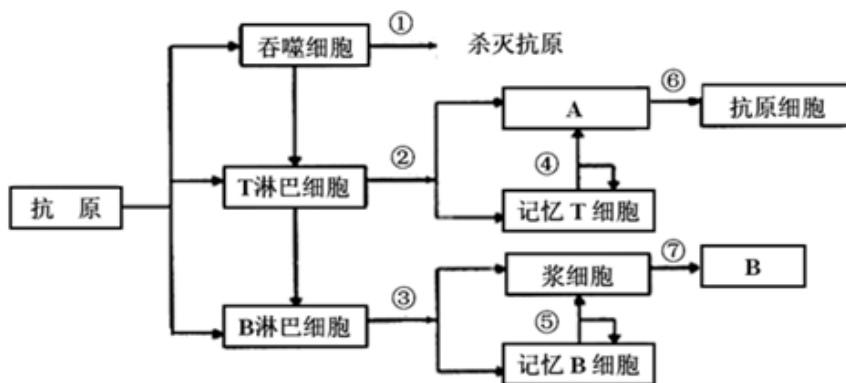 ①
吞噬细胞
杀灭抗原
⑥
A
抗原细胞
②
④
T淋巴细胞
抗 原
记忆 T 细胞
⑦
浆细胞
B
③
B淋巴细胞
⑤
记忆 B 细胞